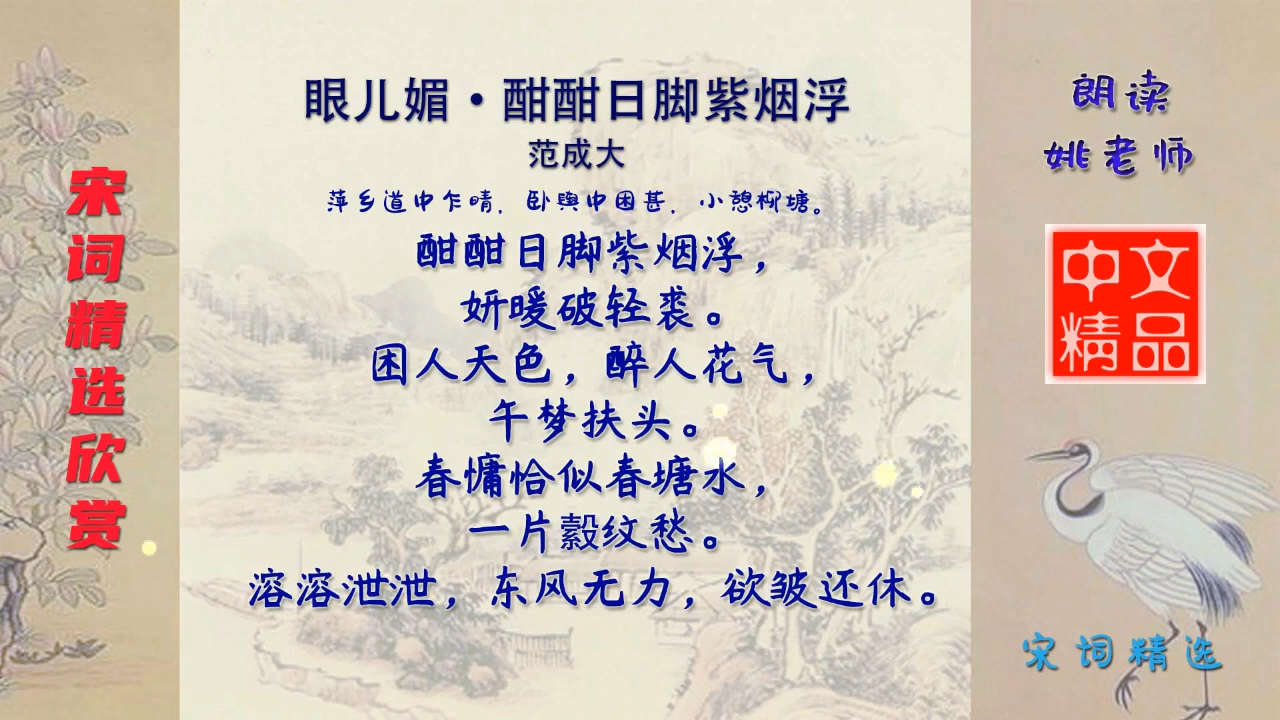 宋词精选欣赏
眼儿媚·酣酣日脚紫烟浮
范成大
萍乡道中乍晴，卧舆中困甚，小憩柳塘。
酣酣日脚紫烟浮，
妍暖破轻裘。
困人天色，醉人花气，
午梦扶头。
春慵恰似春塘水，
一片縠纹愁。
溶溶泄泄，东风无力，欲皱还休。
朗读
姚老师
中文
精品
宋词精选